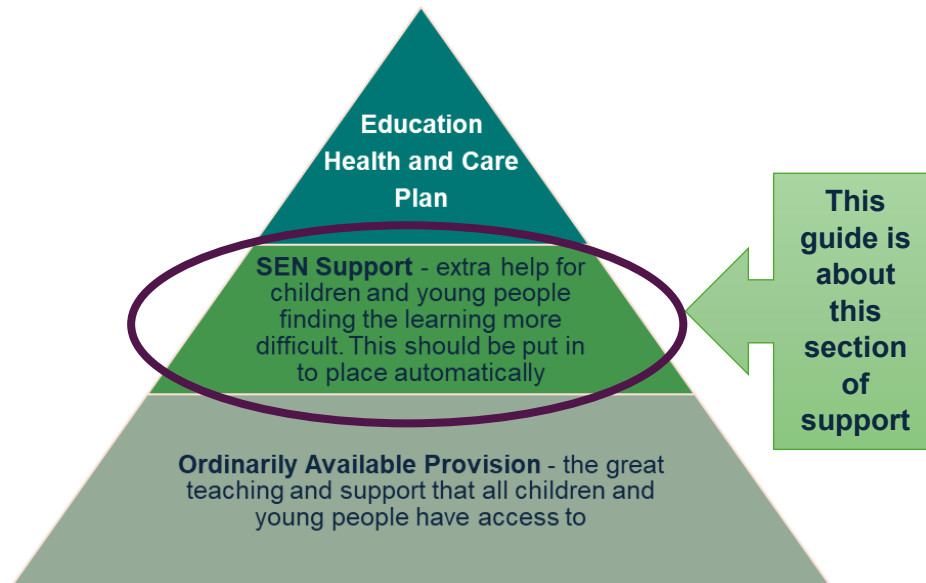 Education
Health and Care
Plan
SEN Support - extra help for
children and young people
finding the learning more
difficult. This should be put in
to place automatically
Ordinarily Available Provision - the great
teaching and support that all children and
young people have access to
This
guide is
about
this
section
of
support